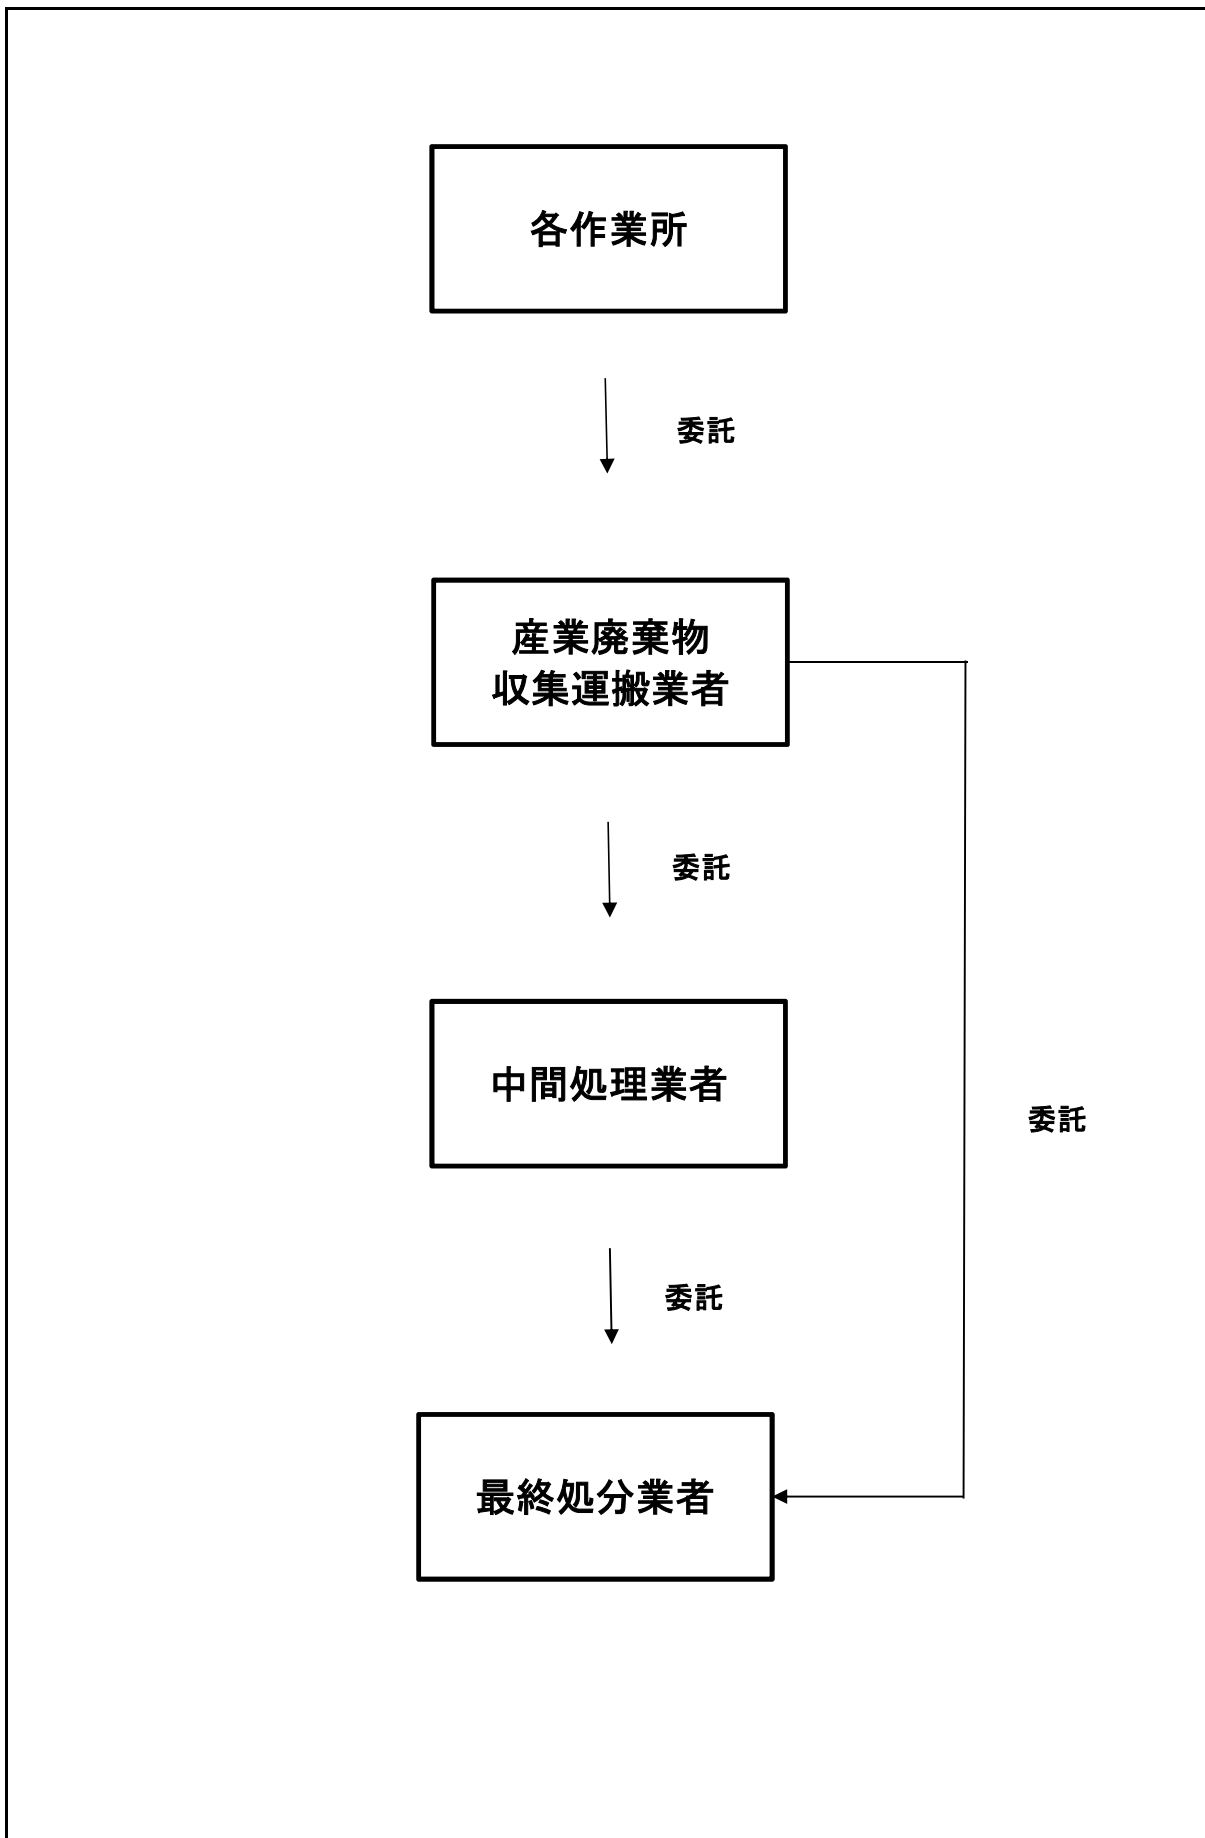 各作業所
委託
産業廃棄物
収集運搬業者
委託
中間処理業者
委託
委託
最終処分業者